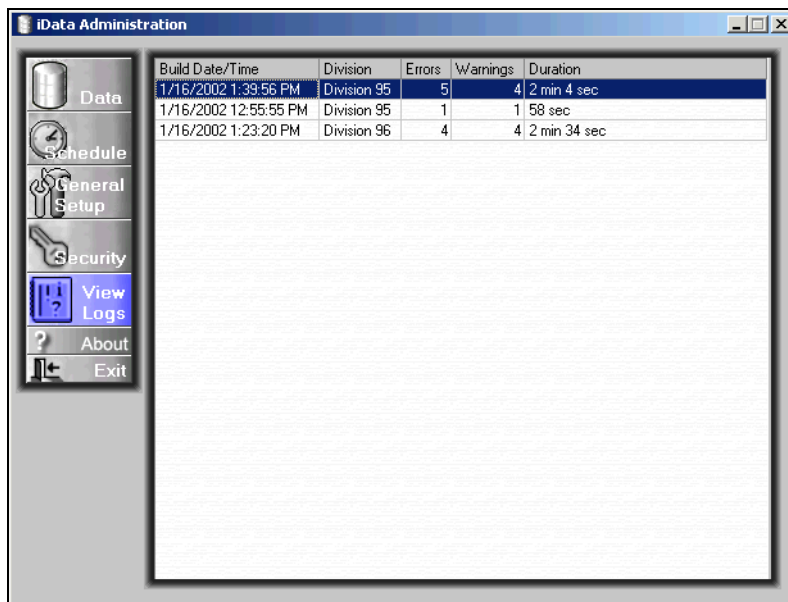 iData Administration
Data
Schedule
General
Setup
Security
View
Logs
?
About
Exit
Build Date/Time Division Errors Warnings Duration
1/16/2002 1:39:56 PM Division 95 5 4 2 min 4 sec
1/16/2002 12:55:55 PM Division 95 1 1 58 sec
1/16/2002 1:23:20 PM Division 96 4 4 2 min 34 sec